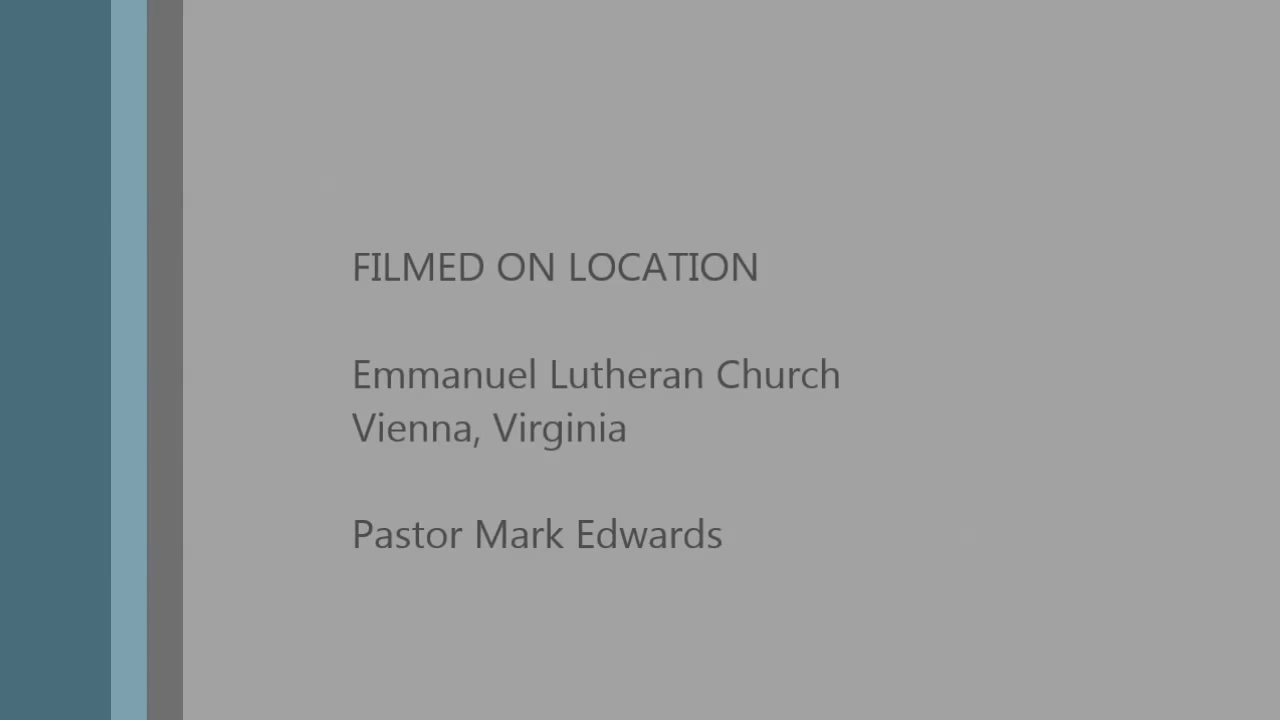 FILMED ON LOCATION
Emmanuel Lutheran Church
Vienna, Virginia
Pastor Mark Edwards